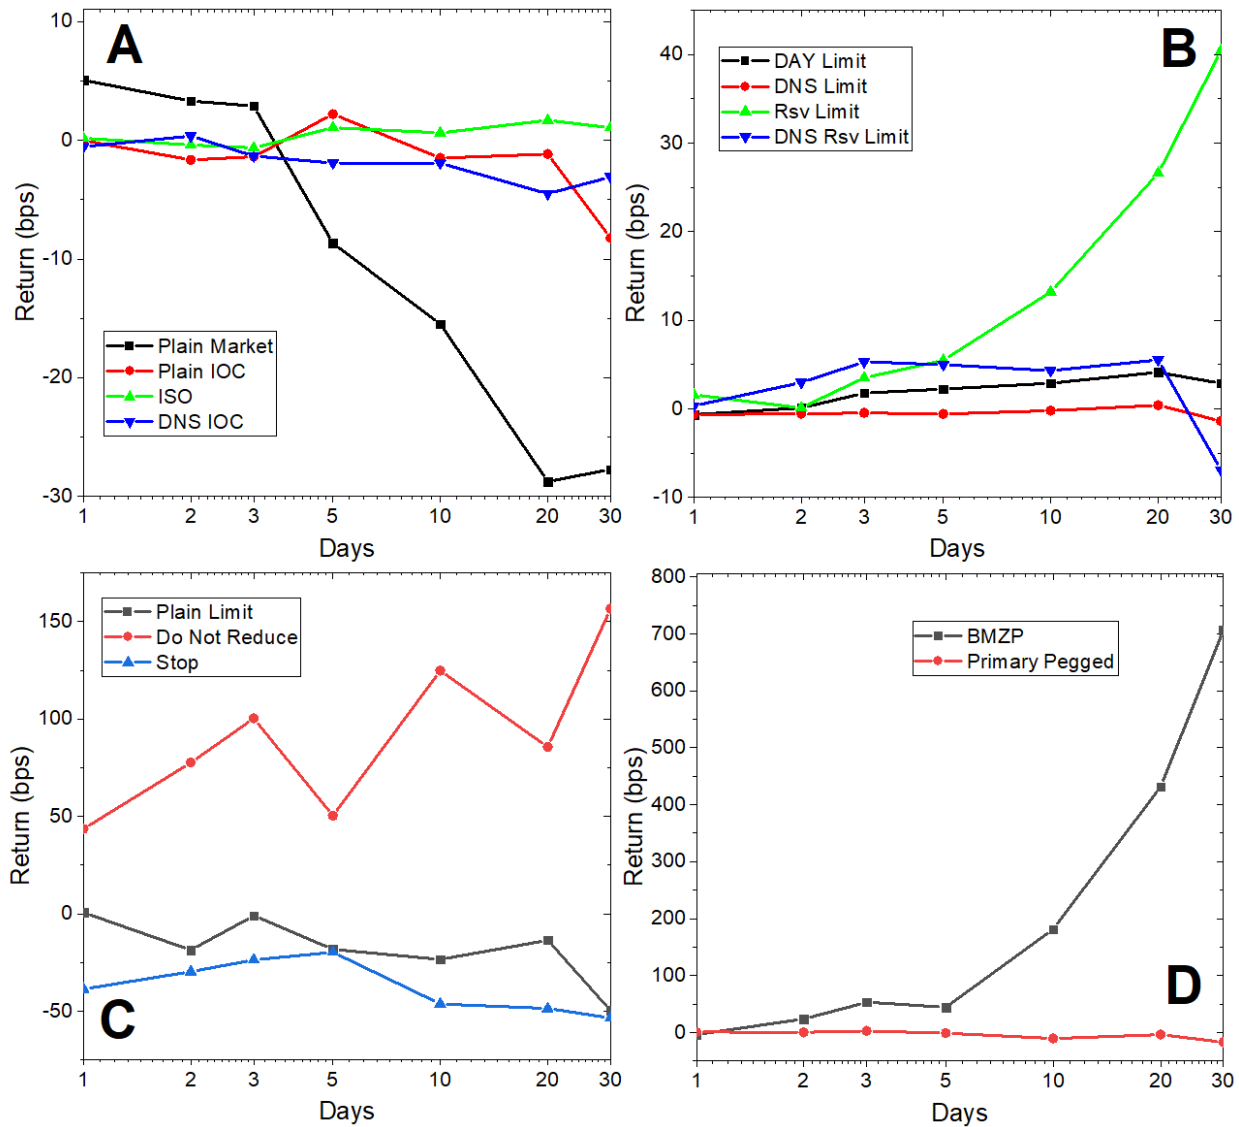 A
10
0
-10
-20
-30
Return (bps)
Plain Market
Plain IOC
ISO
DNS IOC
1 2 3 5 10 20 30
Days
B
40
30
20
10
0
-10
Return (bps)
DAY Limit
DNS Limit
Rsv Limit
DNS Rsv Limit
1 2 3 5 10 20 30
Days
C
150
100
50
0
-50
Return (bps)
Plain Limit
Do Not Reduce
Stop
1 2 3 5 10 20 30
Days
D
800
700
600
500
400
300
200
100
0
Return (bps)
BMZP
Primary Pegged
1 2 3 5 10 20 30
Days